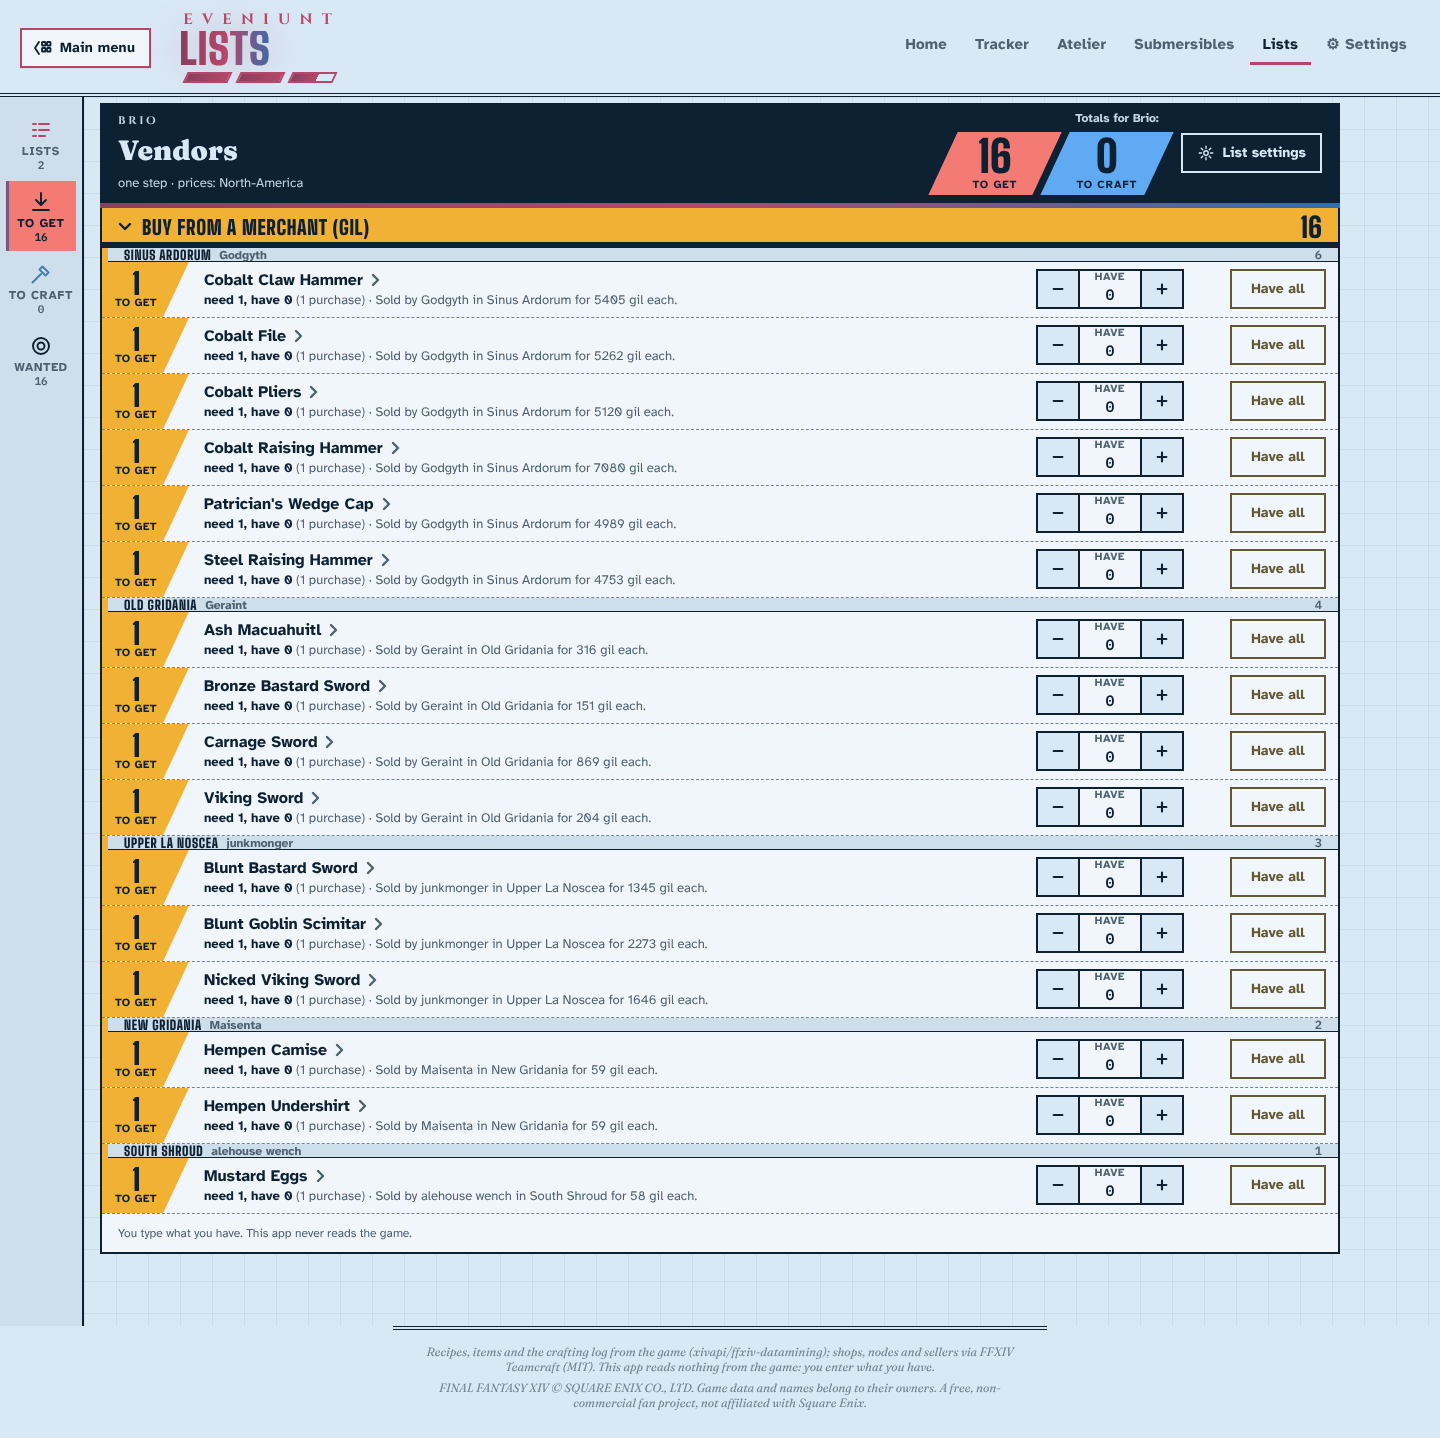 Main menu
EVENIUNT
LISTS
Home
Tracker
Atelier
Submersibles
Lists
Settings
LISTS
2
TO GET
16
TO CRAFT
0
WANTED
16
BRIO
Vendors
one step · prices: North-America
Totals for Brio:
16
TO GET
0
TO CRAFT
List settings
BUY FROM A MERCHANT (GIL) 16
SINUS ARDORUM Godgyth 6
1 TO GET
Cobalt Claw Hammer
need 1, have 0 (1 purchase) · Sold by Godgyth in Sinus Ardorum for 5405 gil each.
− HAVE 0 + Have all
1 TO GET
Cobalt File
need 1, have 0 (1 purchase) · Sold by Godgyth in Sinus Ardorum for 5262 gil each.
− HAVE 0 + Have all
1 TO GET
Cobalt Pliers
need 1, have 0 (1 purchase) · Sold by Godgyth in Sinus Ardorum for 5120 gil each.
− HAVE 0 + Have all
1 TO GET
Cobalt Raising Hammer
need 1, have 0 (1 purchase) · Sold by Godgyth in Sinus Ardorum for 7080 gil each.
− HAVE 0 + Have all
1 TO GET
Patrician's Wedge Cap
need 1, have 0 (1 purchase) · Sold by Godgyth in Sinus Ardorum for 4989 gil each.
− HAVE 0 + Have all
1 TO GET
Steel Raising Hammer
need 1, have 0 (1 purchase) · Sold by Godgyth in Sinus Ardorum for 4753 gil each.
− HAVE 0 + Have all
OLD GRIDANIA Geraint 4
1 TO GET
Ash Macuahuitl
need 1, have 0 (1 purchase) · Sold by Geraint in Old Gridania for 316 gil each.
− HAVE 0 + Have all
1 TO GET
Bronze Bastard Sword
need 1, have 0 (1 purchase) · Sold by Geraint in Old Gridania for 151 gil each.
− HAVE 0 + Have all
1 TO GET
Carnage Sword
need 1, have 0 (1 purchase) · Sold by Geraint in Old Gridania for 869 gil each.
− HAVE 0 + Have all
1 TO GET
Viking Sword
need 1, have 0 (1 purchase) · Sold by Geraint in Old Gridania for 204 gil each.
− HAVE 0 + Have all
UPPER LA NOSCEA junkmonger 3
1 TO GET
Blunt Bastard Sword
need 1, have 0 (1 purchase) · Sold by junkmonger in Upper La Noscea for 1345 gil each.
− HAVE 0 + Have all
1 TO GET
Blunt Goblin Scimitar
need 1, have 0 (1 purchase) · Sold by junkmonger in Upper La Noscea for 2273 gil each.
− HAVE 0 + Have all
1 TO GET
Nicked Viking Sword
need 1, have 0 (1 purchase) · Sold by junkmonger in Upper La Noscea for 1646 gil each.
− HAVE 0 + Have all
NEW GRIDANIA Maisenta 2
1 TO GET
Hempen Camise
need 1, have 0 (1 purchase) · Sold by Maisenta in New Gridania for 59 gil each.
− HAVE 0 + Have all
1 TO GET
Hempen Undershirt
need 1, have 0 (1 purchase) · Sold by Maisenta in New Gridania for 59 gil each.
− HAVE 0 + Have all
SOUTH SHROUD alehouse wench 1
1 TO GET
Mustard Eggs
need 1, have 0 (1 purchase) · Sold by alehouse wench in South Shroud for 58 gil each.
− HAVE 0 + Have all
You type what you have. This app never reads the game.
Recipes, items and the crafting log from the game (xivapi/ffxiv-datamining); shops, nodes and sellers via FFXIV
Teamcraft (MIT). This app reads nothing from the game: you enter what you have.
FINAL FANTASY XIV © SQUARE ENIX CO., LTD. Game data and names belong to their owners. A free, non-
commercial fan project, not affiliated with Square Enix.